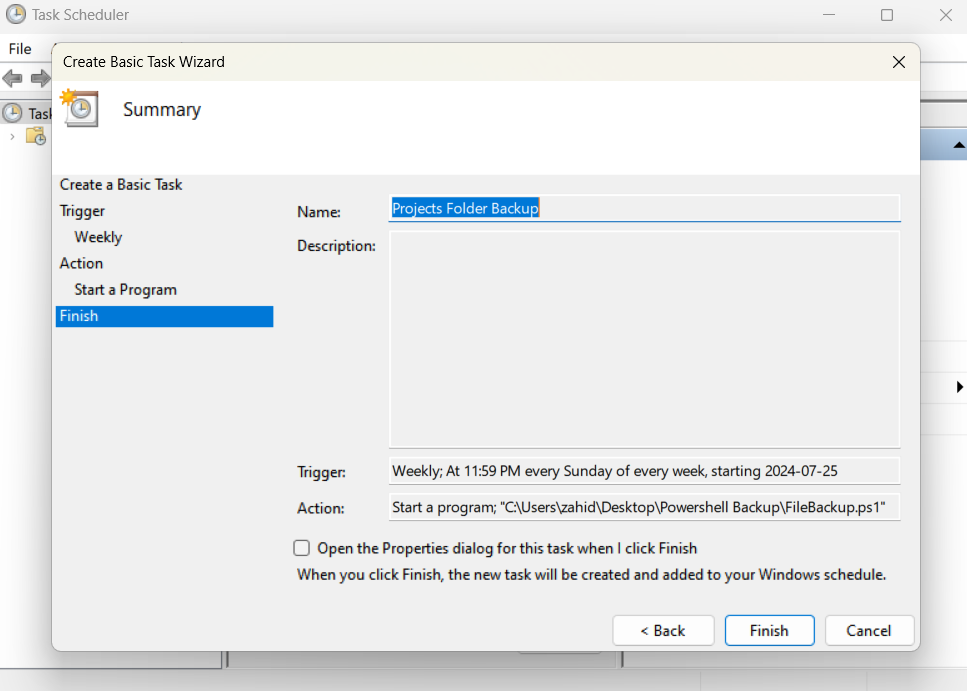 Task Scheduler
File
Create Basic Task Wizard
Summary
Create a Basic Task
Trigger
Weekly
Action
Start a Program
Finish
Name:
Projects Folder Backup
Description:
Trigger:
Weekly; At 11:59 PM every Sunday of every week, starting 2024-07-25
Action:
Start a program; "C:\Users\zahid\Desktop\Powershell Backup\FileBackup.ps1"
Open the Properties dialog for this task when I click Finish
When you click Finish, the new task will be created and added to your Windows schedule.
< Back
Finish
Cancel